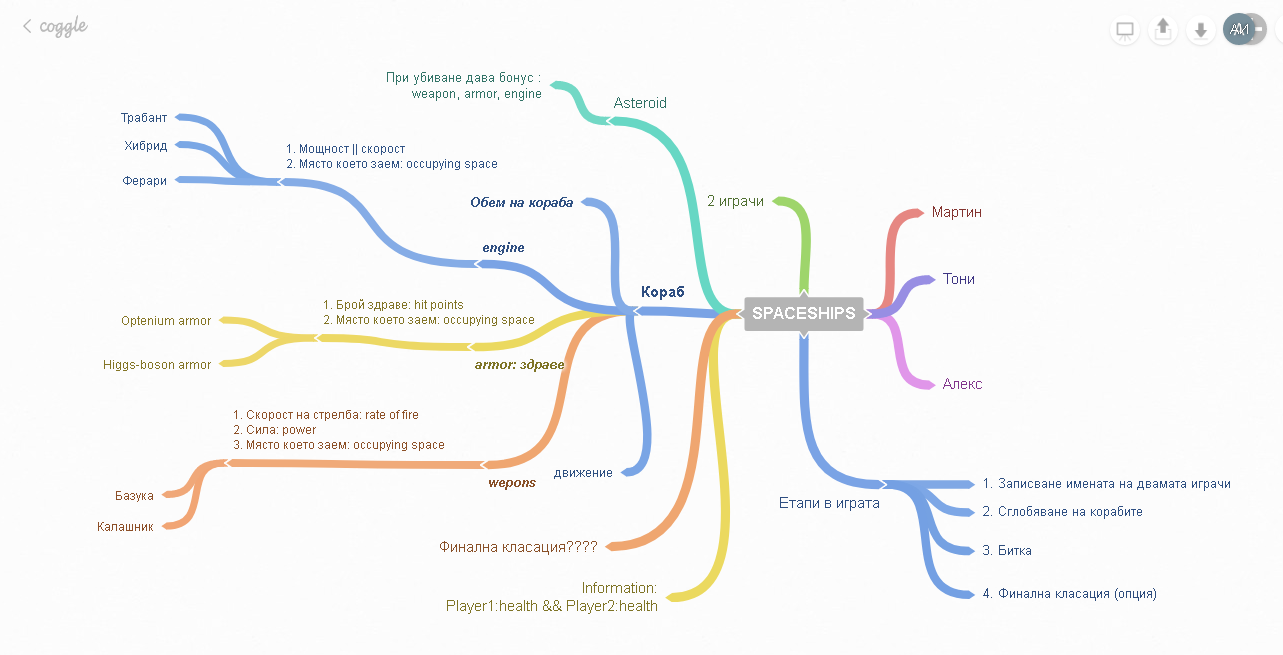 coggle
При убиване дава бонус :
weapon, armor, engine
Asteroid
Трабант
Хибрид
Ферари
1. Мощност || скорост
2. Място което заем: occupying space
Обем на кораба
engine
2 играчи
Мартин
Тони
Алекс
Кораб
SPACESHIPS
1. Брой здраве: hit points
2. Място което заем: occupying space
Optenium armor
Higgs-boson armor
armor: здраве
1. Скорост на стрелба: rate of fire
2. Сила: power
3. Място което заем: occupying space
Базука
Калашник
wepons
движение
Финална класация????
Information:
Player1:health && Player2:health
Етапи в играта
1. Записване имената на двамата играчи
2. Сглобяване на корабите
3. Битка
4. Финална класация (опция)